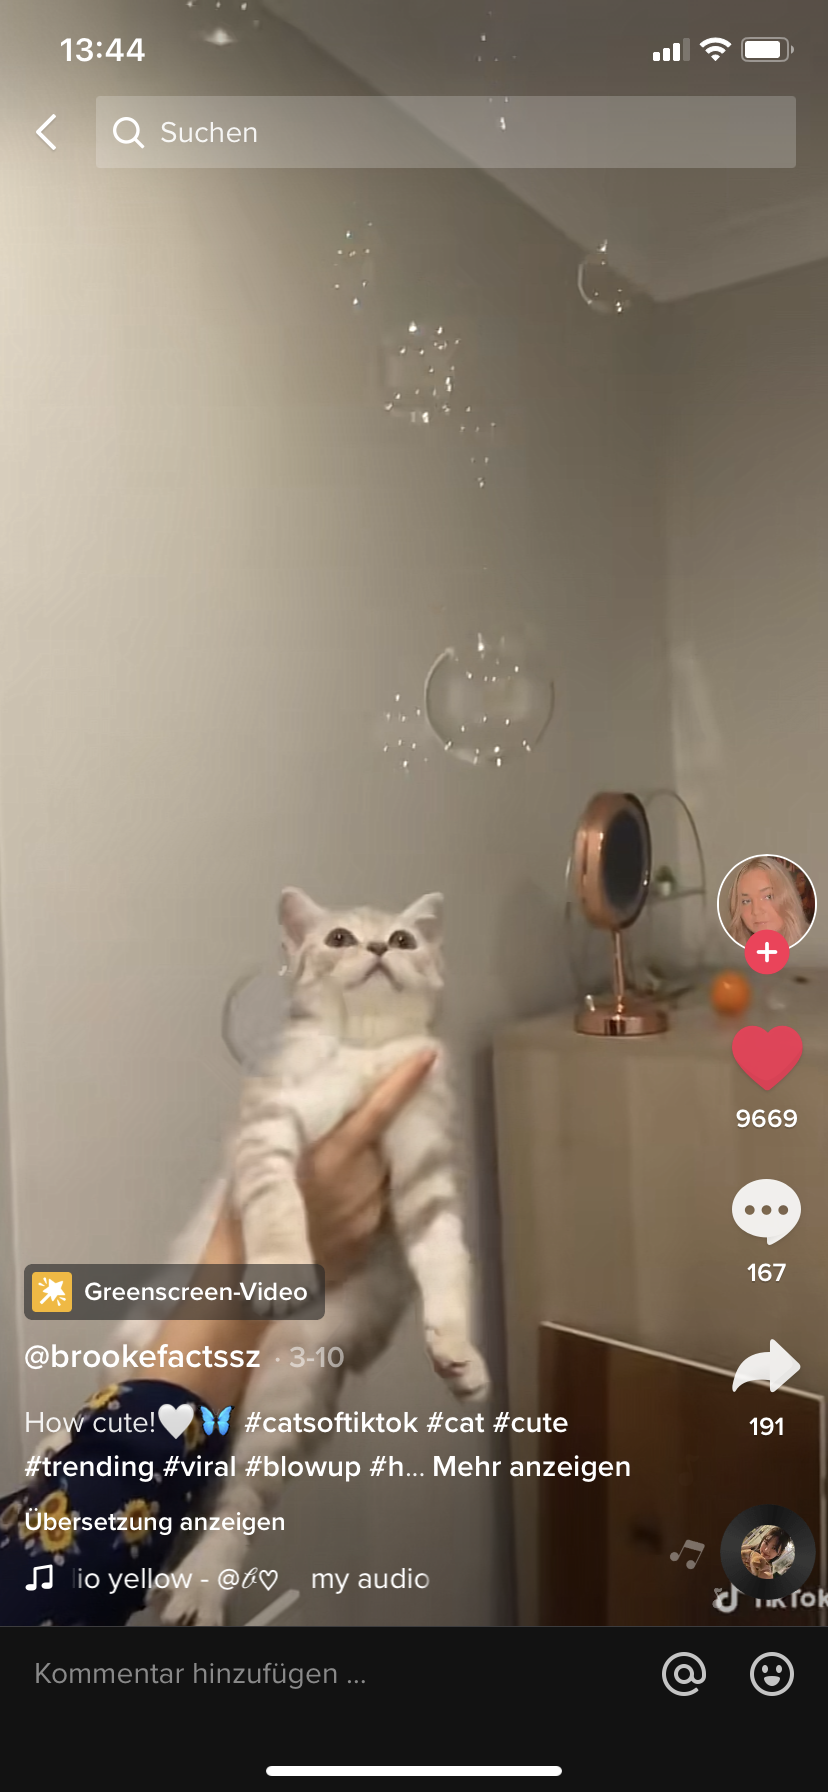 13:44
Suchen
9669
167
191
Greenscreen-Video
@brookefactssz · 3-10
How cute!🤍🦋 #catsoftiktok #cat #cute
#trending #viral #blowup #h... Mehr anzeigen
Übersetzung anzeigen
io yellow - @𝓫♡ my audio
TikTok
Kommentar hinzufügen ...